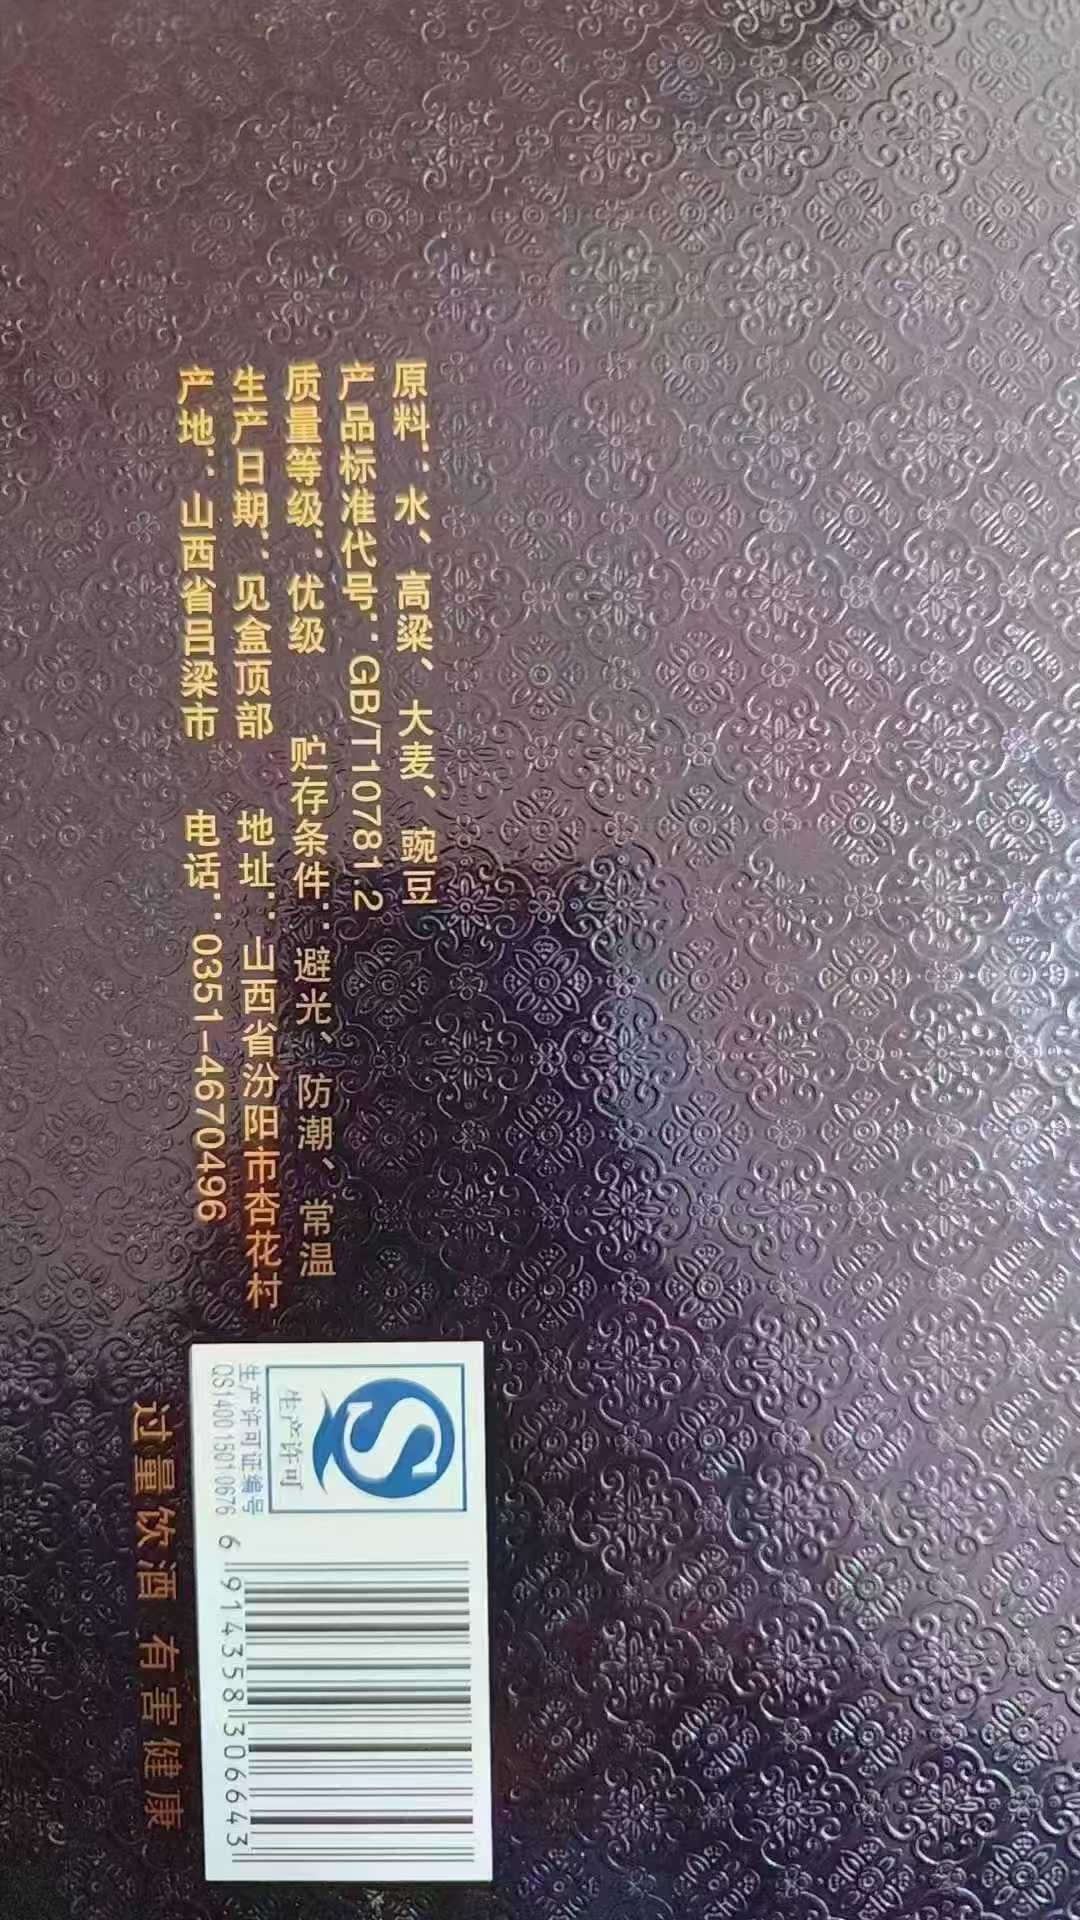 原料：水、高粱、大麦、豌豆
产品标准代号：GB/T10781.2
质量等级：优级 贮存条件：避光、防潮、常温
生产日期：见盒顶部 地址：山西省汾阳市杏花村
产地：山西省吕梁市 电话：0351-4670496
QS
生产许可
生产许可证编号
QS1400 1501 0676
6 914358 306643
过量饮酒 有害健康